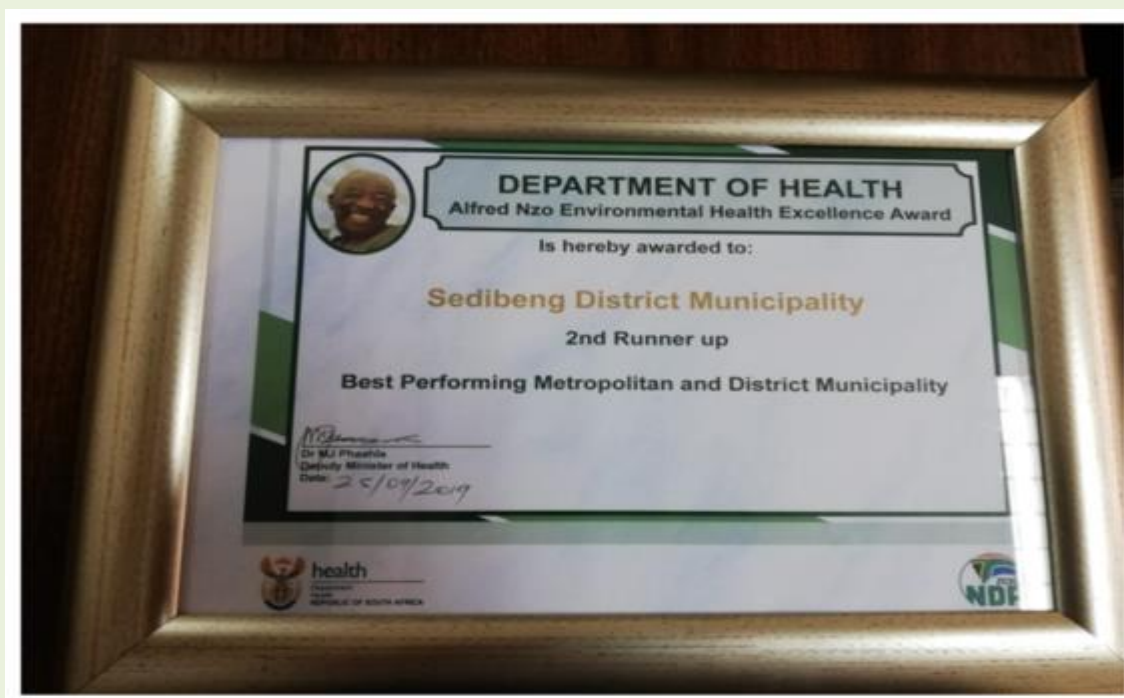 DEPARTMENT OF HEALTH
Alfred Nzo Environmental Health Excellence Award
Is hereby awarded to:
Sedibeng District Municipality
2nd Runner up
Best Performing Metropolitan and District Municipality
Dr MJ Phaahla
Deputy Minister of Health
Date: 25/09/2019
health
Department:
Health
REPUBLIC OF SOUTH AFRICA
NDP